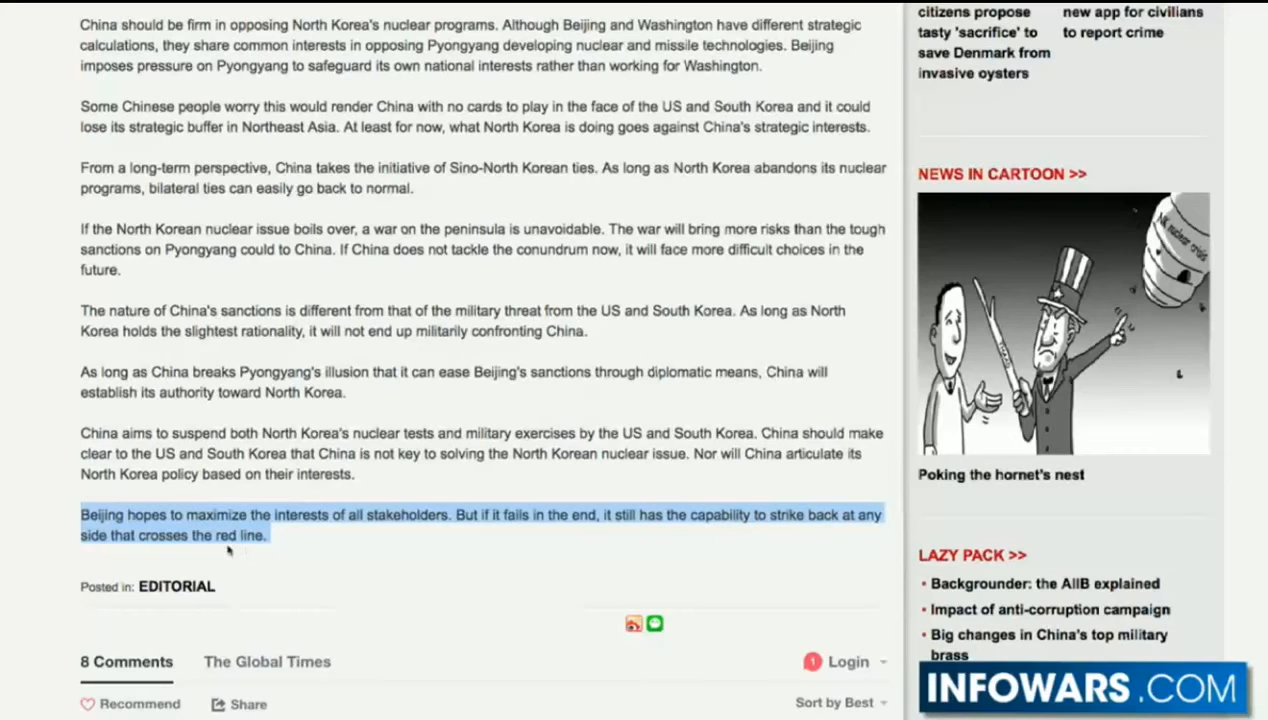 China should be firm in opposing North Korea's nuclear programs. Although Beijing and Washington have different strategic
calculations, they share common interests in opposing Pyongyang developing nuclear and missile technologies. Beijing
imposes pressure on Pyongyang to safeguard its own national interests rather than working for Washington.
Some Chinese people worry this would render China with no cards to play in the face of the US and South Korea and it could
lose its strategic buffer in Northeast Asia. At least for now, what North Korea is doing goes against China's strategic interests.
From a long-term perspective, China takes the initiative of Sino-North Korean ties. As long as North Korea abandons its nuclear
programs, bilateral ties can easily go back to normal.
If the North Korean nuclear issue boils over, a war on the peninsula is unavoidable. The war will bring more risks than the tough
sanctions on Pyongyang could to China. If China does not tackle the conundrum now, it will face more difficult choices in the
future.
The nature of China's sanctions is different from that of the military threat from the US and South Korea. As long as North
Korea holds the slightest rationality, it will not end up militarily confronting China.
As long as China breaks Pyongyang's illusion that it can ease Beijing's sanctions through diplomatic means, China will
establish its authority toward North Korea.
China aims to suspend both North Korea's nuclear tests and military exercises by the US and South Korea. China should make
clear to the US and South Korea that China is not key to solving the North Korean nuclear issue. Nor will China articulate its
North Korea policy based on their interests.
Beijing hopes to maximize the interests of all stakeholders. But if it fails in the end, it still has the capability to strike back at any
side that crosses the red line.
Posted in: EDITORIAL
8 Comments
The Global Times
1 Login
Recommend
Share
Sort by Best
citizens propose
tasty 'sacrifice' to
save Denmark from
invasive oysters
new app for civilians
to report crime
NEWS IN CARTOON >>
nuclear crisis
Poking the hornet's nest
LAZY PACK >>
• Backgrounder: the AIIB explained
• Impact of anti-corruption campaign
• Big changes in China's top military
brass
INFOWARS.COM